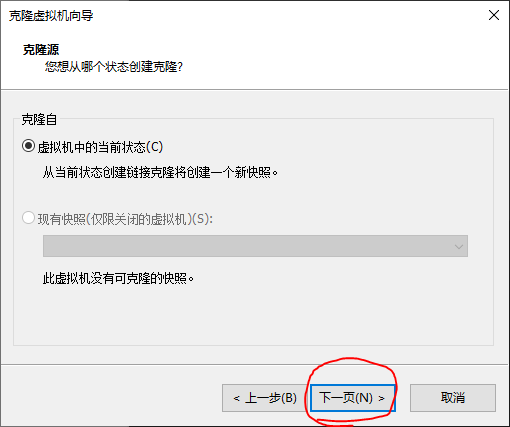 克隆虚拟机向导
克隆源
您想从哪个状态创建克隆?
克隆自
虚拟机中的当前状态(C)
从当前状态创建链接克隆将创建一个新快照。
现有快照(仅限关闭的虚拟机)(S):
此虚拟机没有可克隆的快照。
< 上一步(B)
下一页(N) >
取消